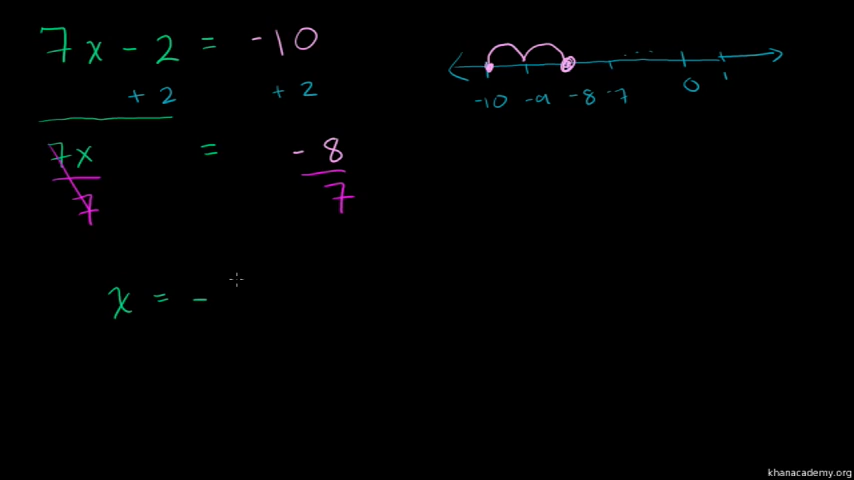 7x - 2 = -10
+ 2 + 2
7x = -8
7 7
x = -
-10 -9 -8 -7 ... 0 1
khanacademy.org